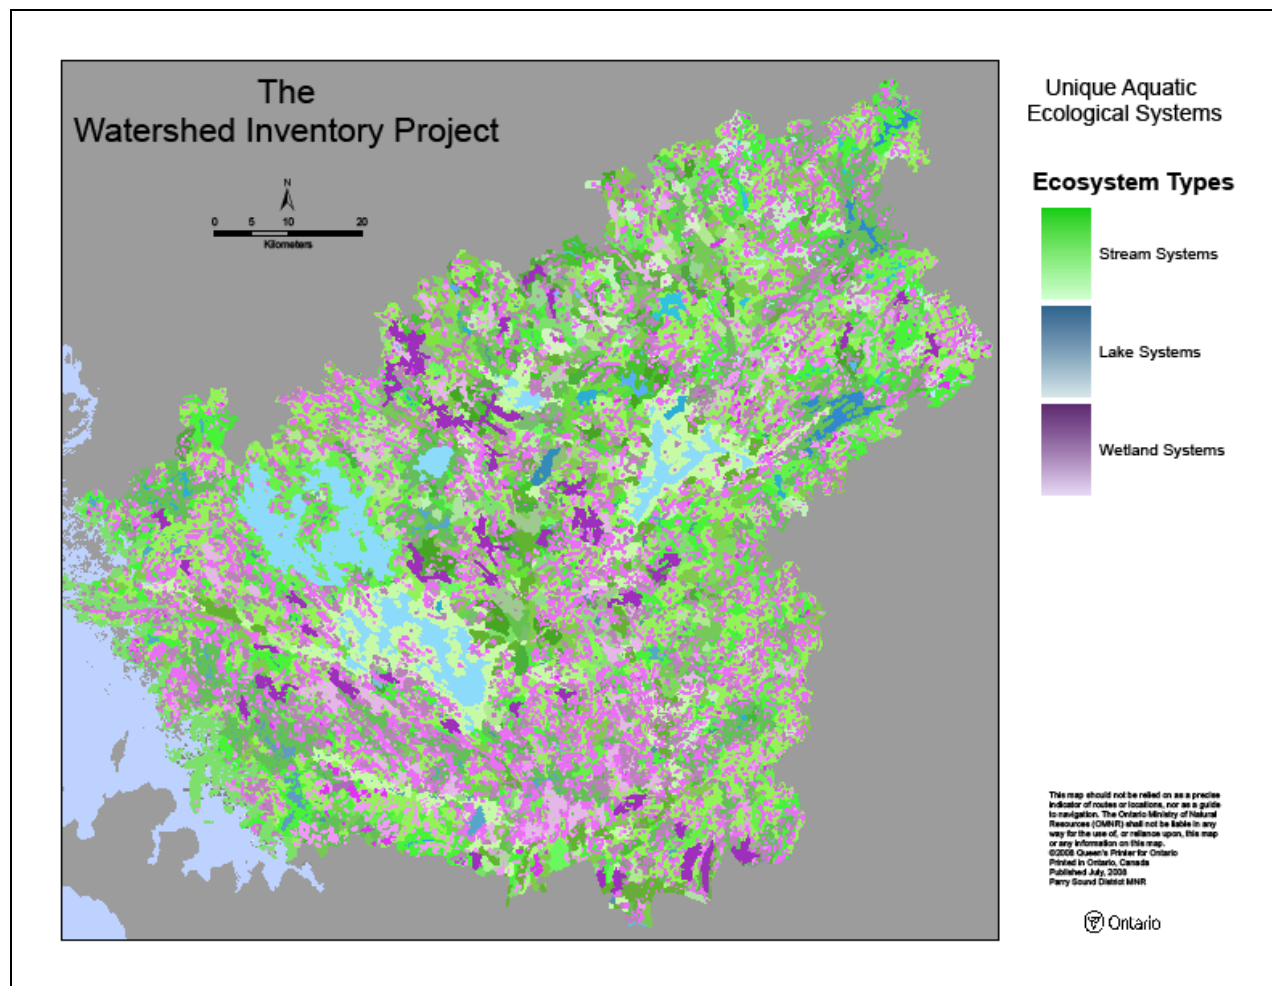 The
Watershed Inventory Project
N
0 5 10 20
Kilometers
Unique Aquatic
Ecological Systems
Ecosystem Types
Stream Systems
Lake Systems
Wetland Systems
This map should not be relied on as a precise
indicator of routes or locations, nor as a guide
to navigation. The Ontario Ministry of Natural
Resources (OMNR) shall not be liable in any
way for the use of, or reliance upon, this map
or any information on this map.
©2008 Queen's Printer for Ontario
Printed in Ontario, Canada
Published July, 2008
Parry Sound District MNR
Ontario